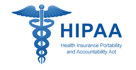 HIPAA
Health Insurance Portability
and Accountability Act